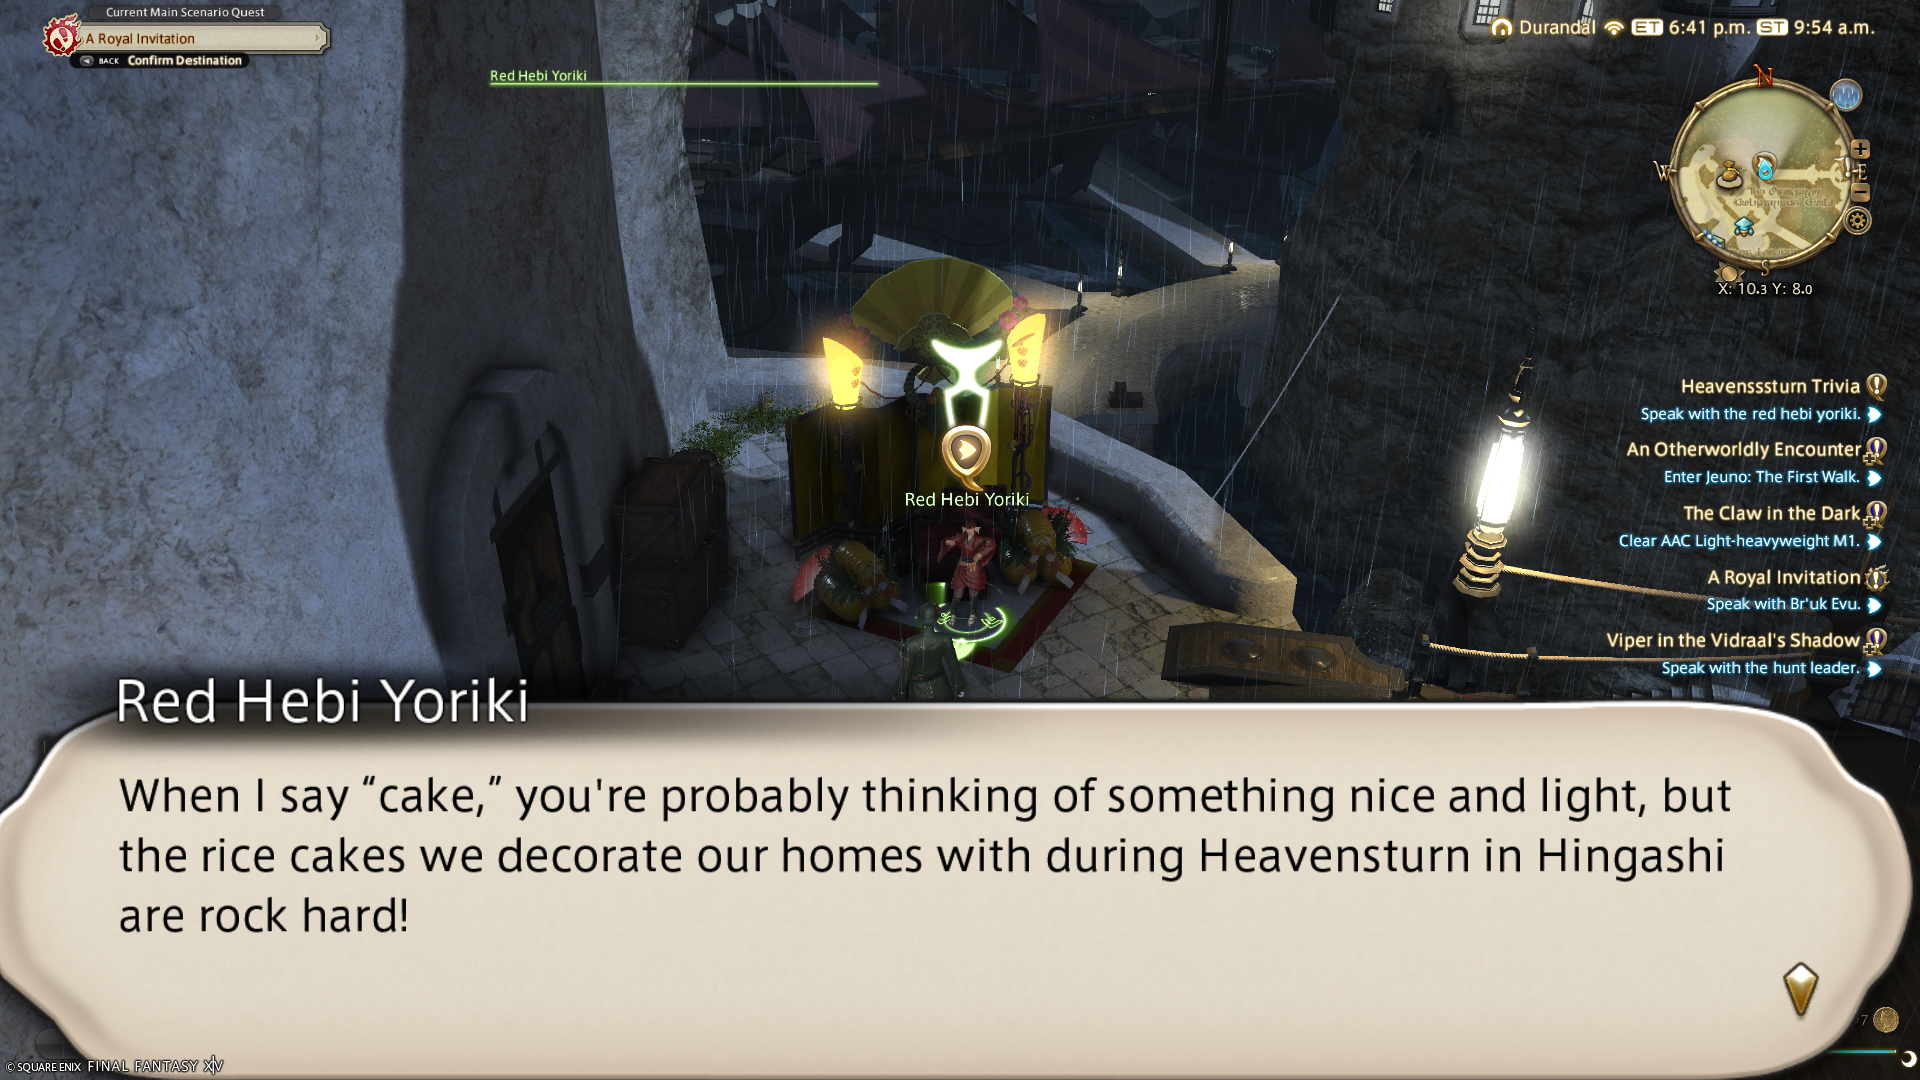 Current Main Scenario Quest
A Royal Invitation
BACK Confirm Destination
Red Hebi Yoriki
Durandal ET 6:41 p.m. ST 9:54 a.m.
N
W
E
S
X: 10.3 Y: 8.0
Heavensssturn Trivia
Speak with the red hebi yoriki.
An Otherworldly Encounter
Enter Jeuno: The First Walk.
The Claw in the Dark
Clear AAC Light-heavyweight M1.
A Royal Invitation
Speak with Br'uk Evu.
Viper in the Vidraal's Shadow
Speak with the hunt leader.
Red Hebi Yoriki
Red Hebi Yoriki
When I say “cake,” you're probably thinking of something nice and light, but
the rice cakes we decorate our homes with during Heavensturn in Hingashi
are rock hard!
© SQUARE ENIX FINAL FANTASY XIV